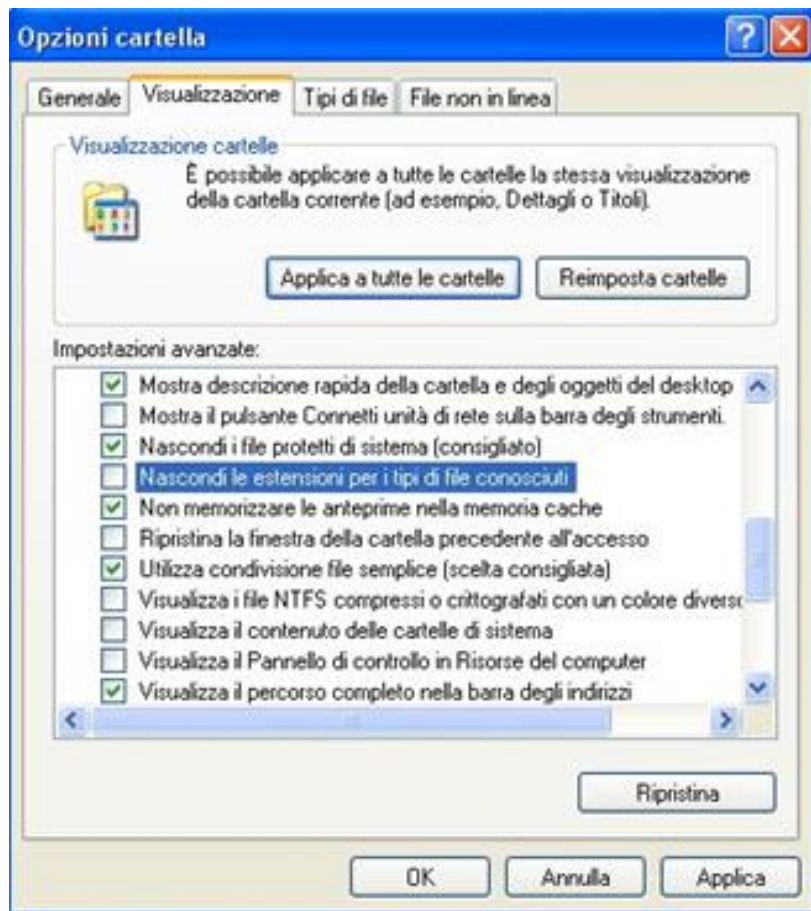 Opzioni cartella
Generale
Visualizzazione
Tipi di file
File non in linea
Visualizzazione cartelle
È possibile applicare a tutte le cartelle la stessa visualizzazione
della cartella corrente (ad esempio, Dettagli o Titoli).
Applica a tutte le cartelle
Reimposta cartelle
Impostazioni avanzate:
Mostra descrizione rapida della cartella e degli oggetti del desktop
Mostra il pulsante Connetti unità di rete sulla barra degli strumenti.
Nascondi i file protetti di sistema (consigliato)
Nascondi le estensioni per i tipi di file conosciuti
Non memorizzare le anteprime nella memoria cache
Ripristina la finestra della cartella precedente all'accesso
Utilizza condivisione file semplice (scelta consigliata)
Visualizza i file NTFS compressi o crittografati con un colore diverso
Visualizza il contenuto delle cartelle di sistema
Visualizza il Pannello di controllo in Risorse del computer
Visualizza il percorso completo nella barra degli indirizzi
Ripristina
OK
Annulla
Applica